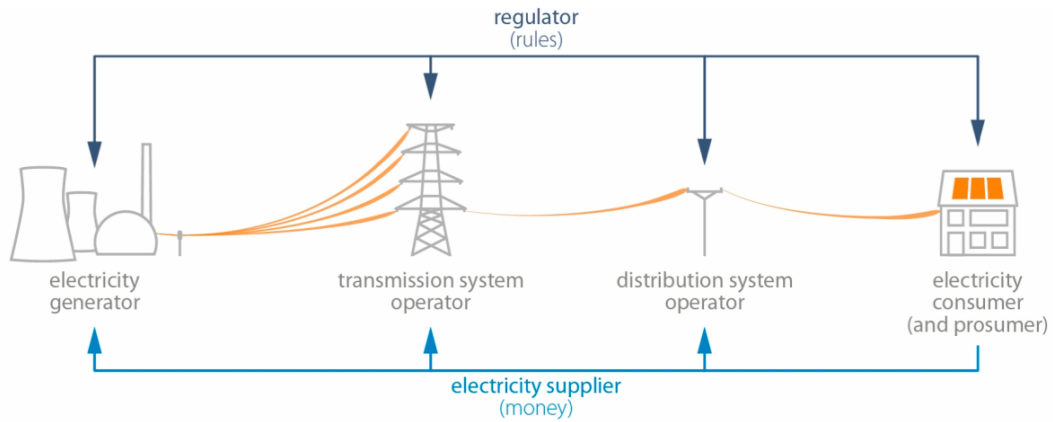 regulator
(rules)
electricity
generator
transmission system
operator
distribution system
operator
electricity
consumer
(and prosumer)
electricity supplier
(money)